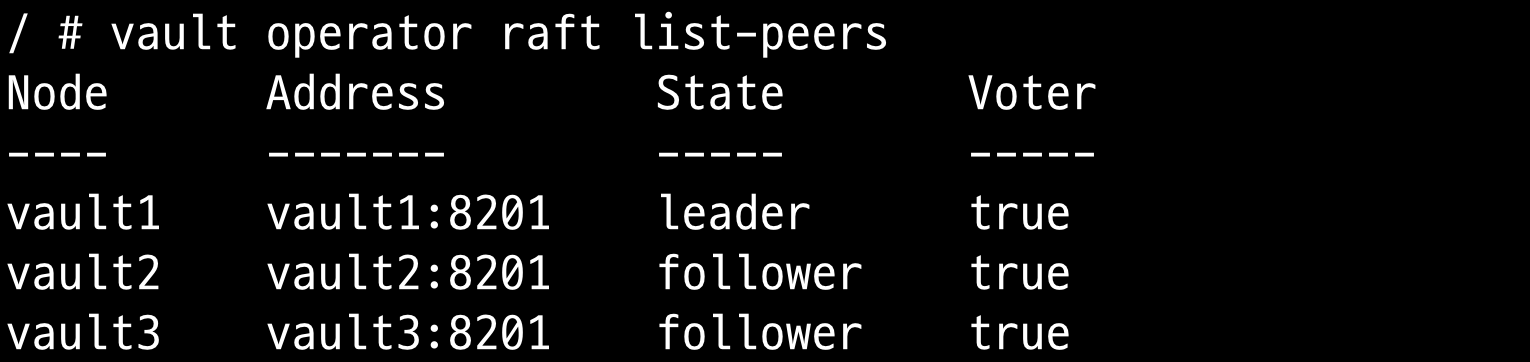 / # vault operator raft list-peers
Node      Address        State       Voter
----      -------        -----       -----
vault1    vault1:8201    leader      true
vault2    vault2:8201    follower    true
vault3    vault3:8201    follower    true